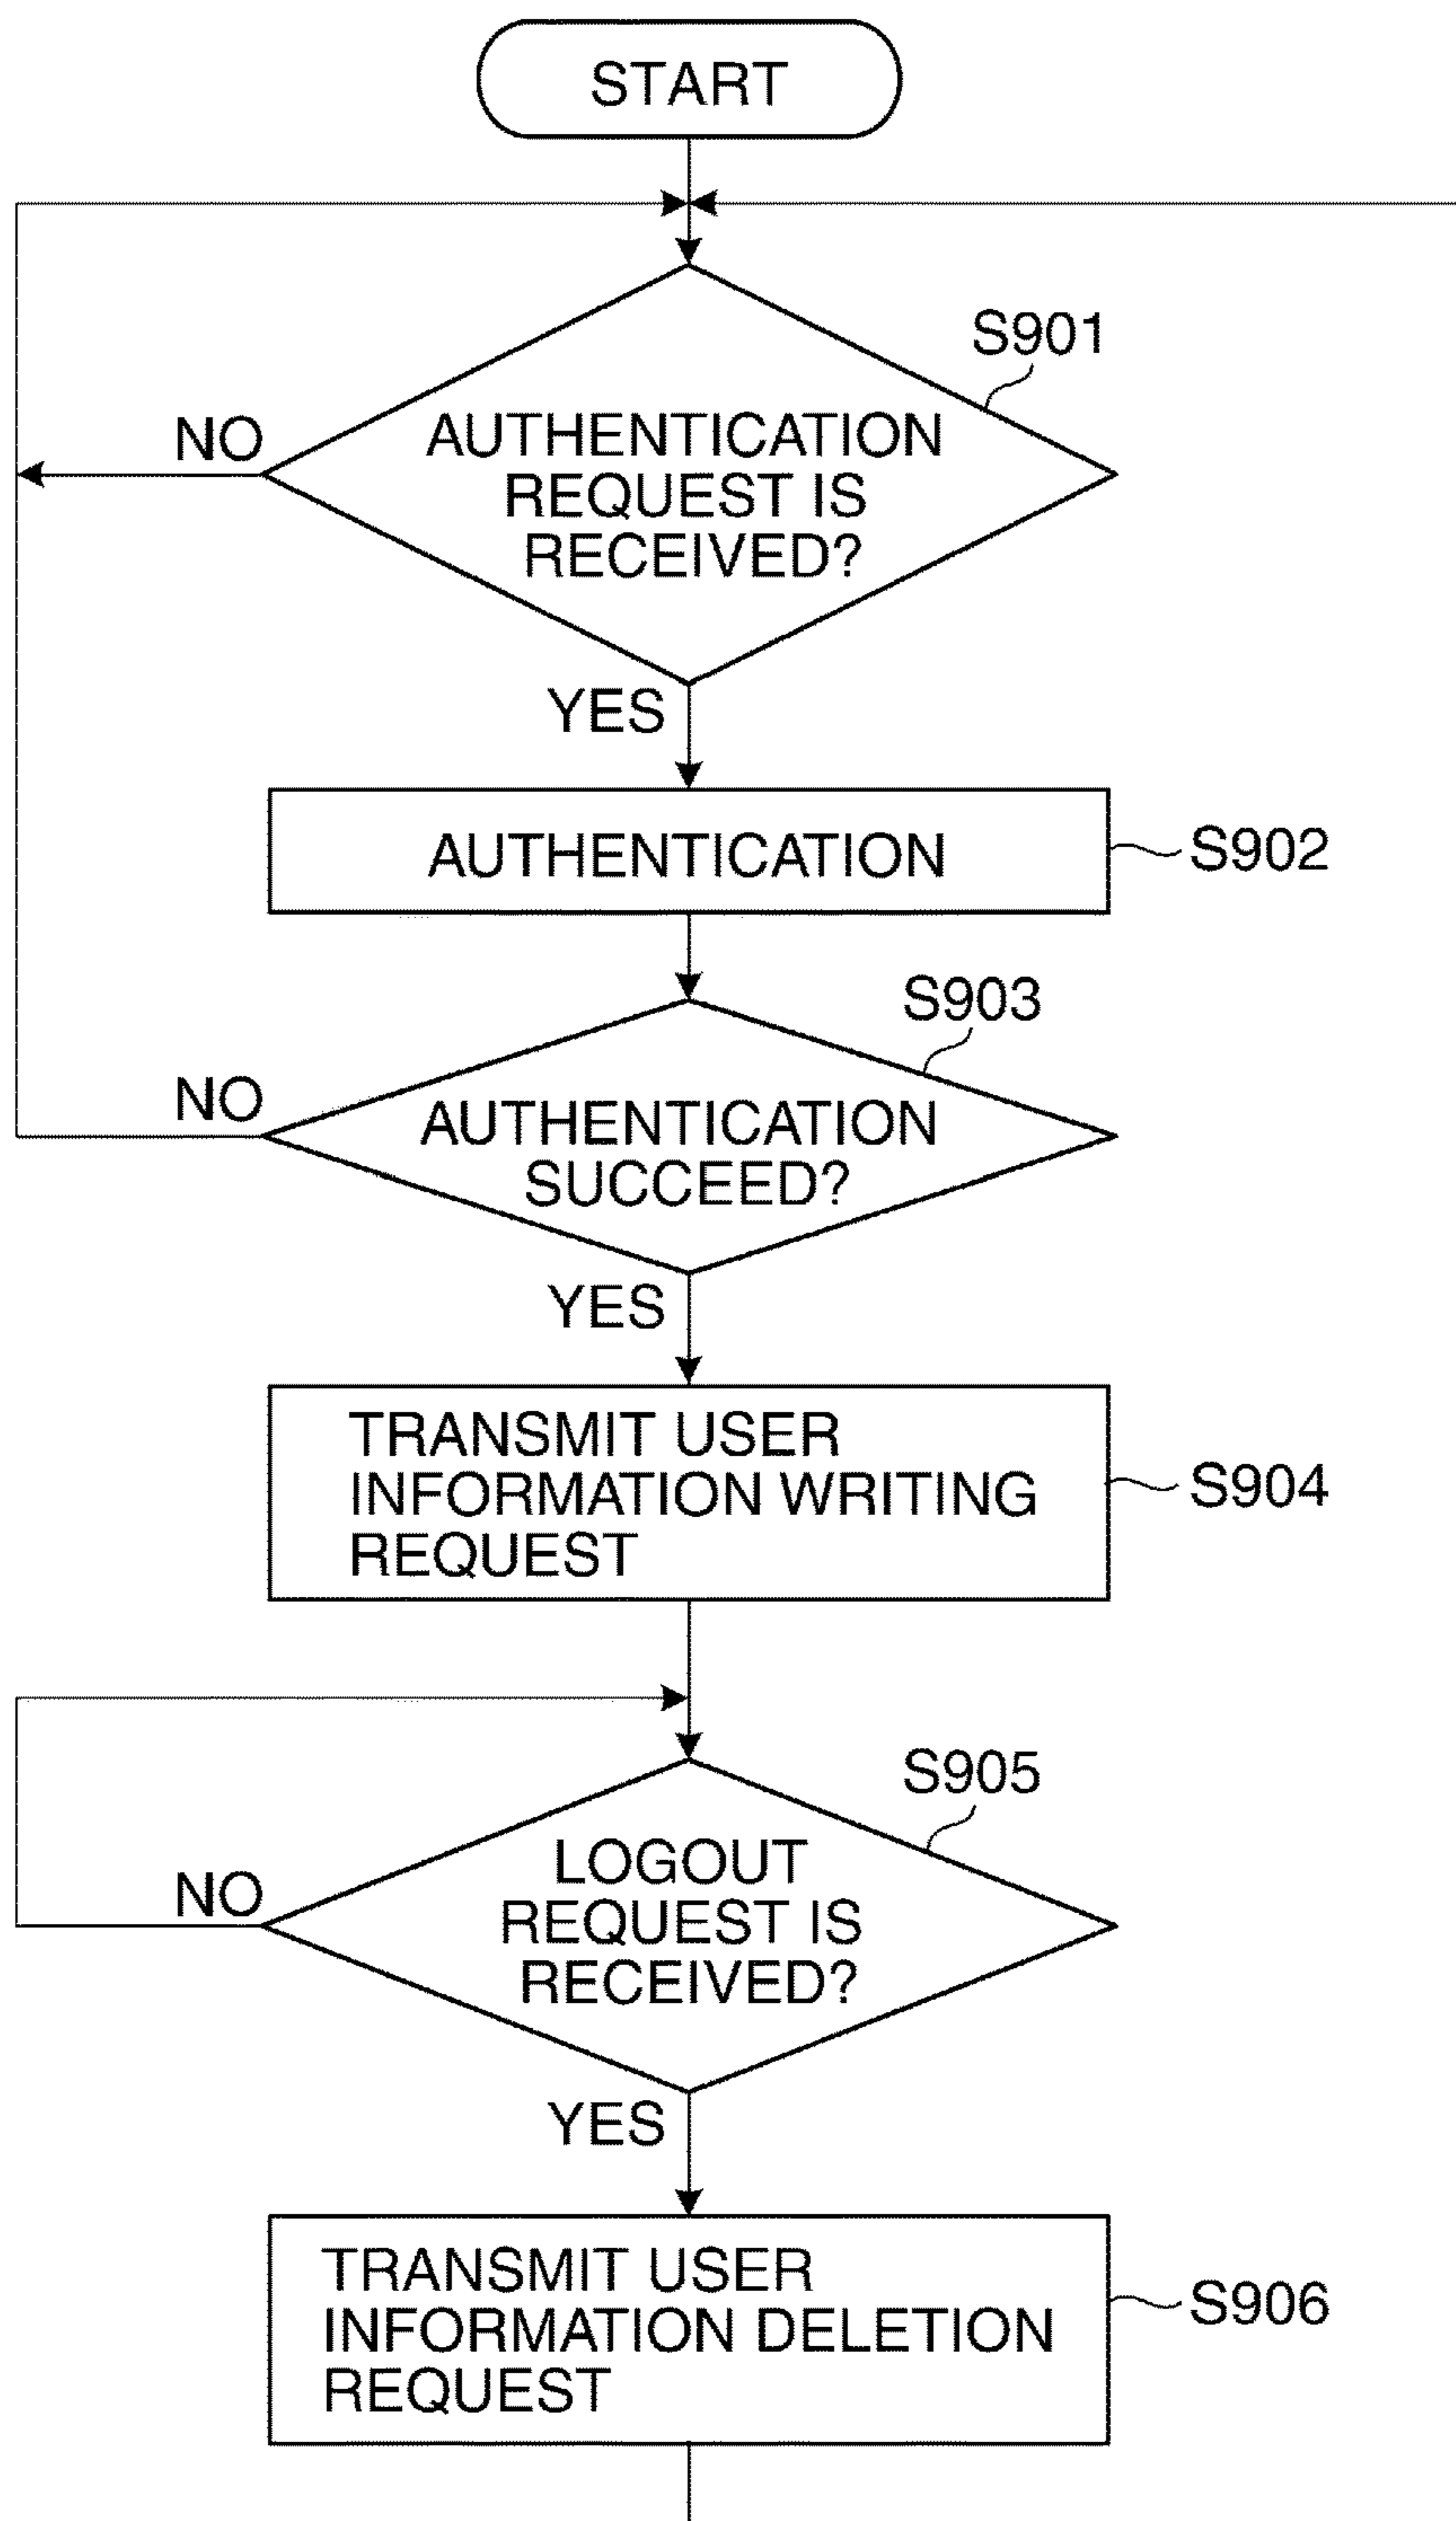 START
S901
AUTHENTICATION
REQUEST IS
RECEIVED?
NO
YES
AUTHENTICATION
S902
S903
AUTHENTICATION
SUCCEED?
NO
YES
TRANSMIT USER
INFORMATION WRITING
REQUEST
S904
S905
LOGOUT
REQUEST IS
RECEIVED?
NO
YES
TRANSMIT USER
INFORMATION DELETION
REQUEST
S906